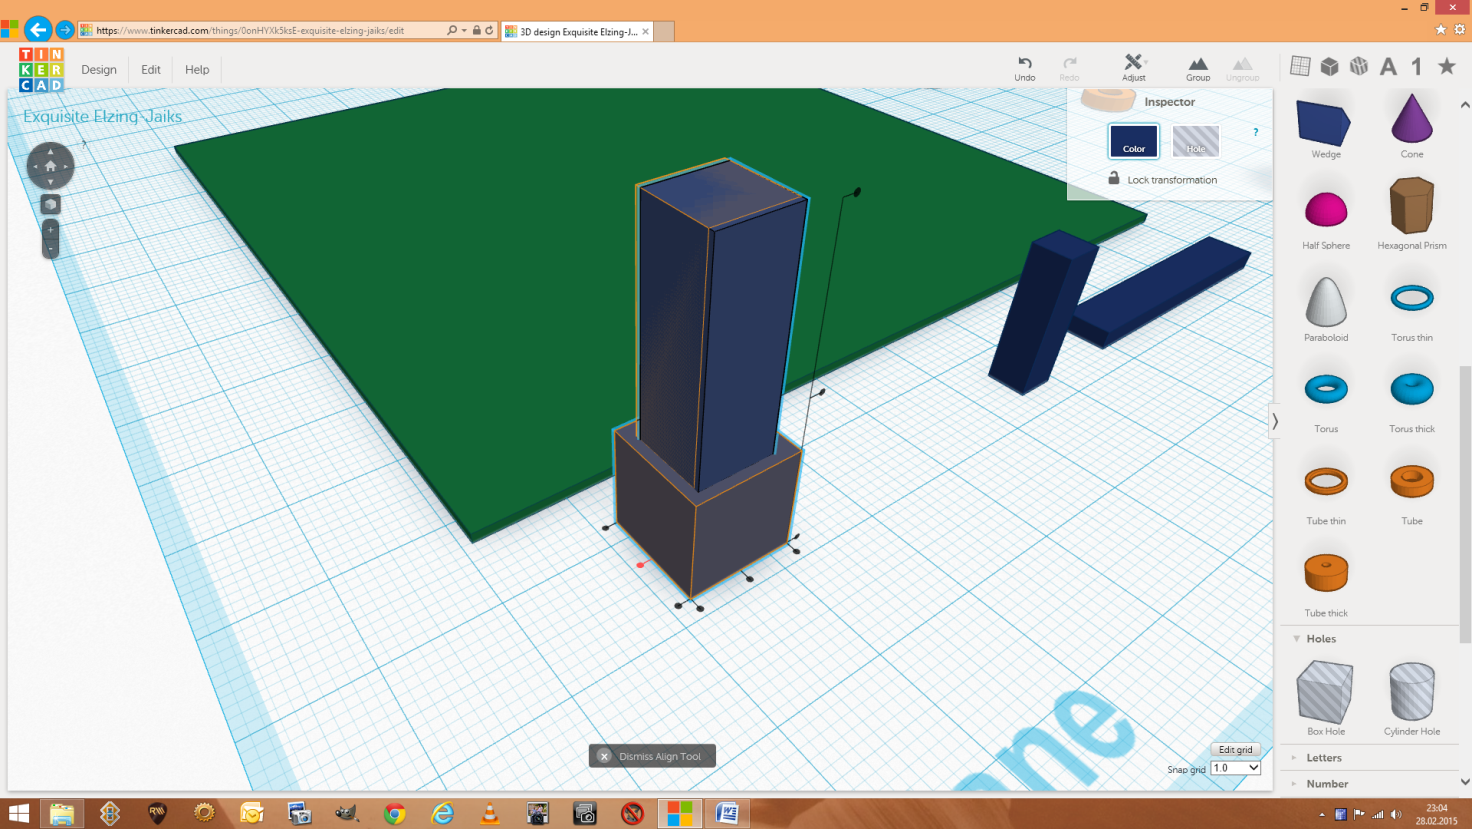 https://www.tinkercad.com/things/0onHYXk5ksE-exquisite-elzing-jaiks/edit
3D design Exquisite Elzing-J...
TIN
KER
CAD
Design
Edit
Help
Undo
Redo
Adjust
Group
Ungroup
A
1
Exquisite Elzing-Jaiks
Inspector
Color
Hole
?
Lock transformation
Wedge
Cone
Half Sphere
Hexagonal Prism
Paraboloid
Torus thin
Torus
Torus thick
Tube thin
Tube
Tube thick
Holes
Box Hole
Cylinder Hole
Letters
Number
ne
Dismiss Align Tool
Edit grid
Snap grid 1.0
23:04
28.02.2015